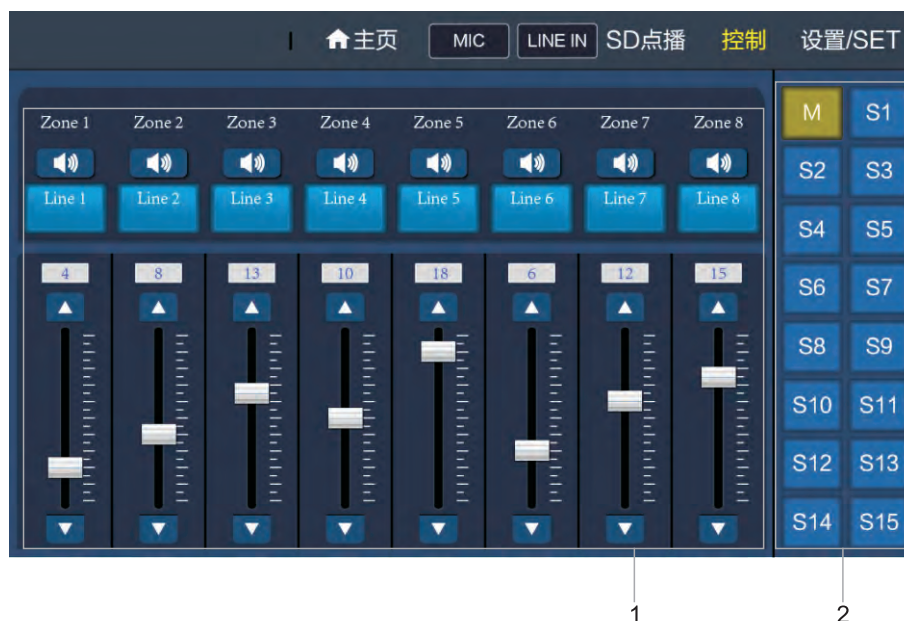 主页 MIC LINE IN SD点播 控制 设置/SET
Zone 1 Zone 2 Zone 3 Zone 4 Zone 5 Zone 6 Zone 7 Zone 8
Line 1 Line 2 Line 3 Line 4 Line 5 Line 6 Line 7 Line 8
4 8 13 10 18 6 12 15
M S1
S2 S3
S4 S5
S6 S7
S8 S9
S10 S11
S12 S13
S14 S15
1 2